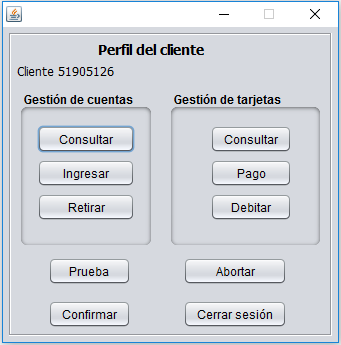 Perfil del cliente
Cliente 51905126
Gestión de cuentas
Gestión de tarjetas
Consultar
Consultar
Ingresar
Pago
Retirar
Debitar
Prueba
Abortar
Confirmar
Cerrar sesión